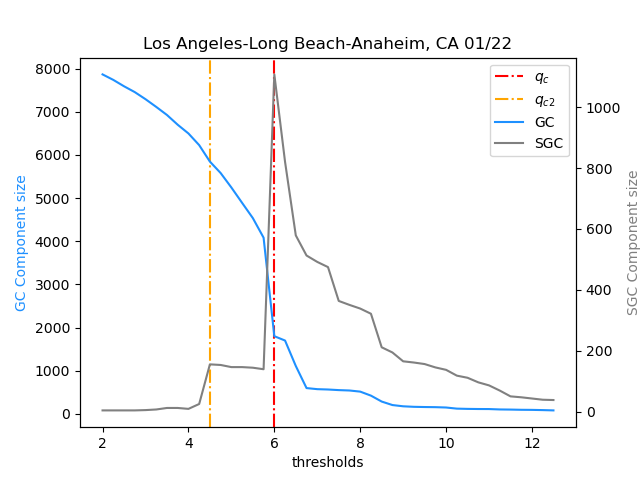 Los Angeles-Long Beach-Anaheim, CA 01/22
8000
7000
6000
5000
4000
3000
2000
1000
0
GC Component size
2
4
6
8
10
12
thresholds
1000
800
600
400
200
0
SGC Component size
q_c
q_{c2}
GC
SGC